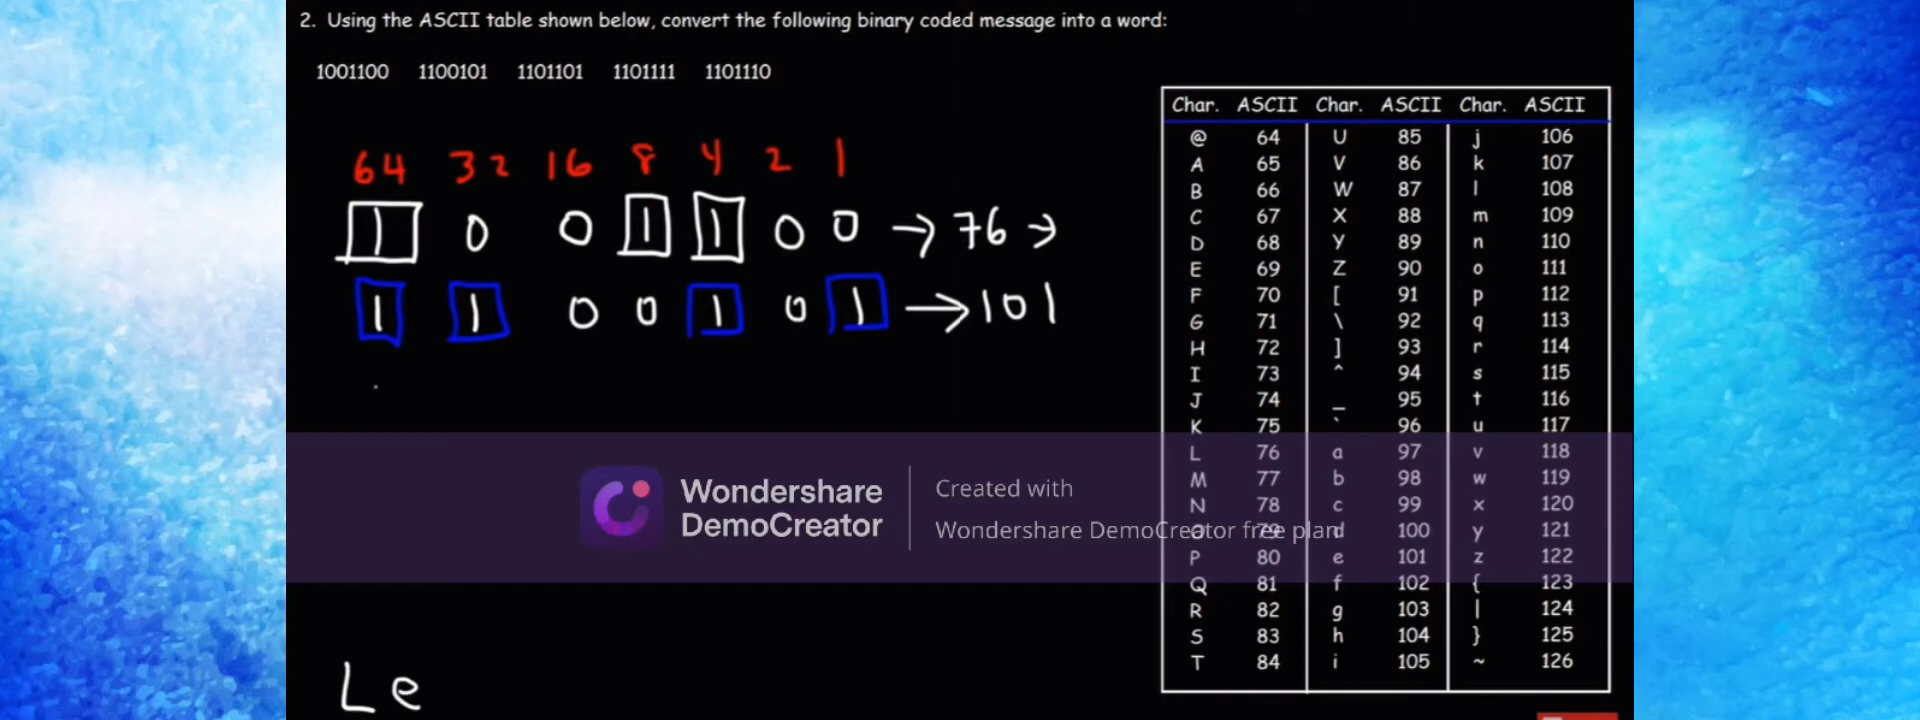 2. Using the ASCII table shown below, convert the following binary coded message into a word:
1001100 1100101 1101101 1101111 1101110
64 32 16 8 4 2 1
1 0 0 1 1 0 0 → 76 →
1 1 0 0 1 0 1 → 101
Le
Char. ASCII Char. ASCII Char. ASCII
@ 64 U 85 j 106
A 65 V 86 k 107
B 66 W 87 l 108
C 67 X 88 m 109
D 68 Y 89 n 110
E 69 Z 90 o 111
F 70 [ 91 p 112
G 71 \ 92 q 113
H 72 ] 93 r 114
I 73 ^ 94 s 115
J 74 _ 95 t 116
K 75 ` 96 u 117
L 76 a 97 v 118
M 77 b 98 w 119
N 78 c 99 x 120
O 79 d 100 y 121
P 80 e 101 z 122
Q 81 f 102 { 123
R 82 g 103 | 124
S 83 h 104 } 125
T 84 i 105 ~ 126
Wondershare
DemoCreator
Created with
Wondershare DemoCreator free plan